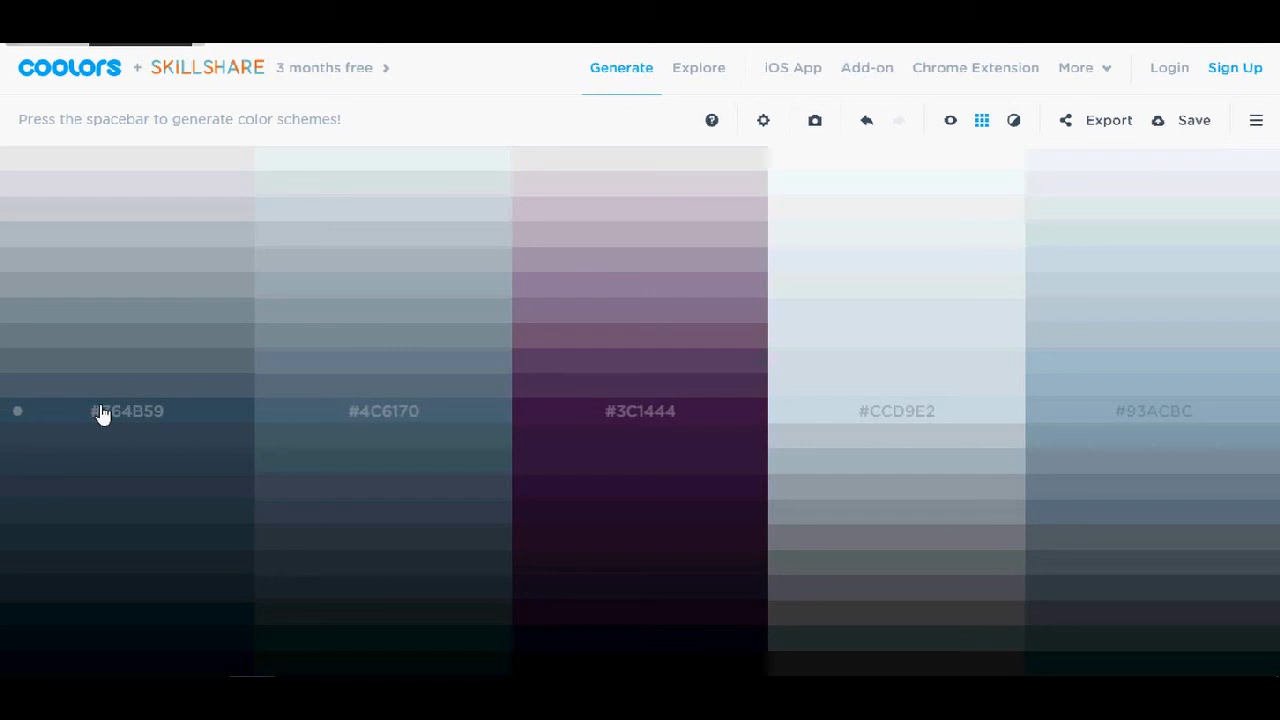 coolors + SKILLSHARE 3 months free Generate Explore iOS App Add-on Chrome Extension More Login Sign Up
Press the spacebar to generate color schemes! Export Save
#4C6170 #3C1444 #CCD9E2 #93ACBC